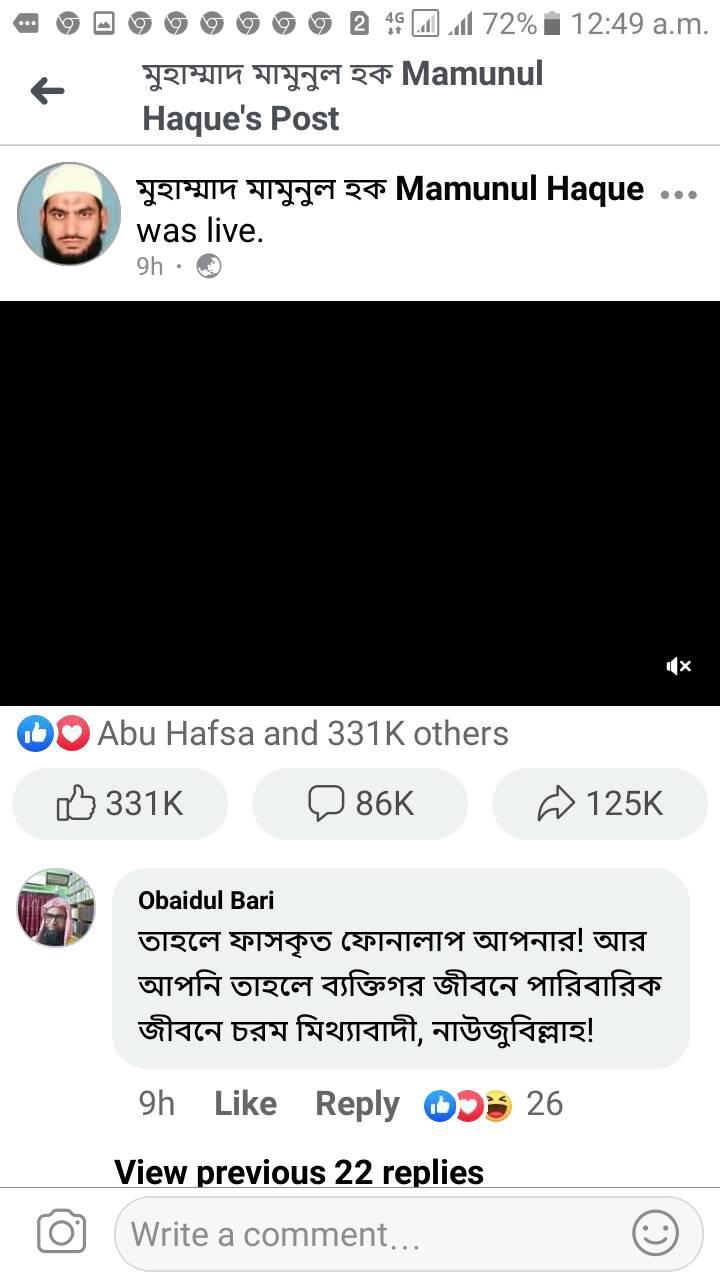 2 4G 72% 12:49 a.m.
মুহাম্মাদ মামুনুল হক Mamunul
Haque's Post
মুহাম্মাদ মামুনুল হক Mamunul Haque
was live.
9h ·
Abu Hafsa and 331K others
331K 86K 125K
Obaidul Bari
তাহলে ফাসকৃত ফোনালাপ আপনার! আর
আপনি তাহলে ব্যক্তিগর জীবনে পারিবারিক
জীবনে চরম মিথ্যাবাদী, নাউজুবিল্লাহ!
9h Like Reply 26
View previous 22 replies
Write a comment...